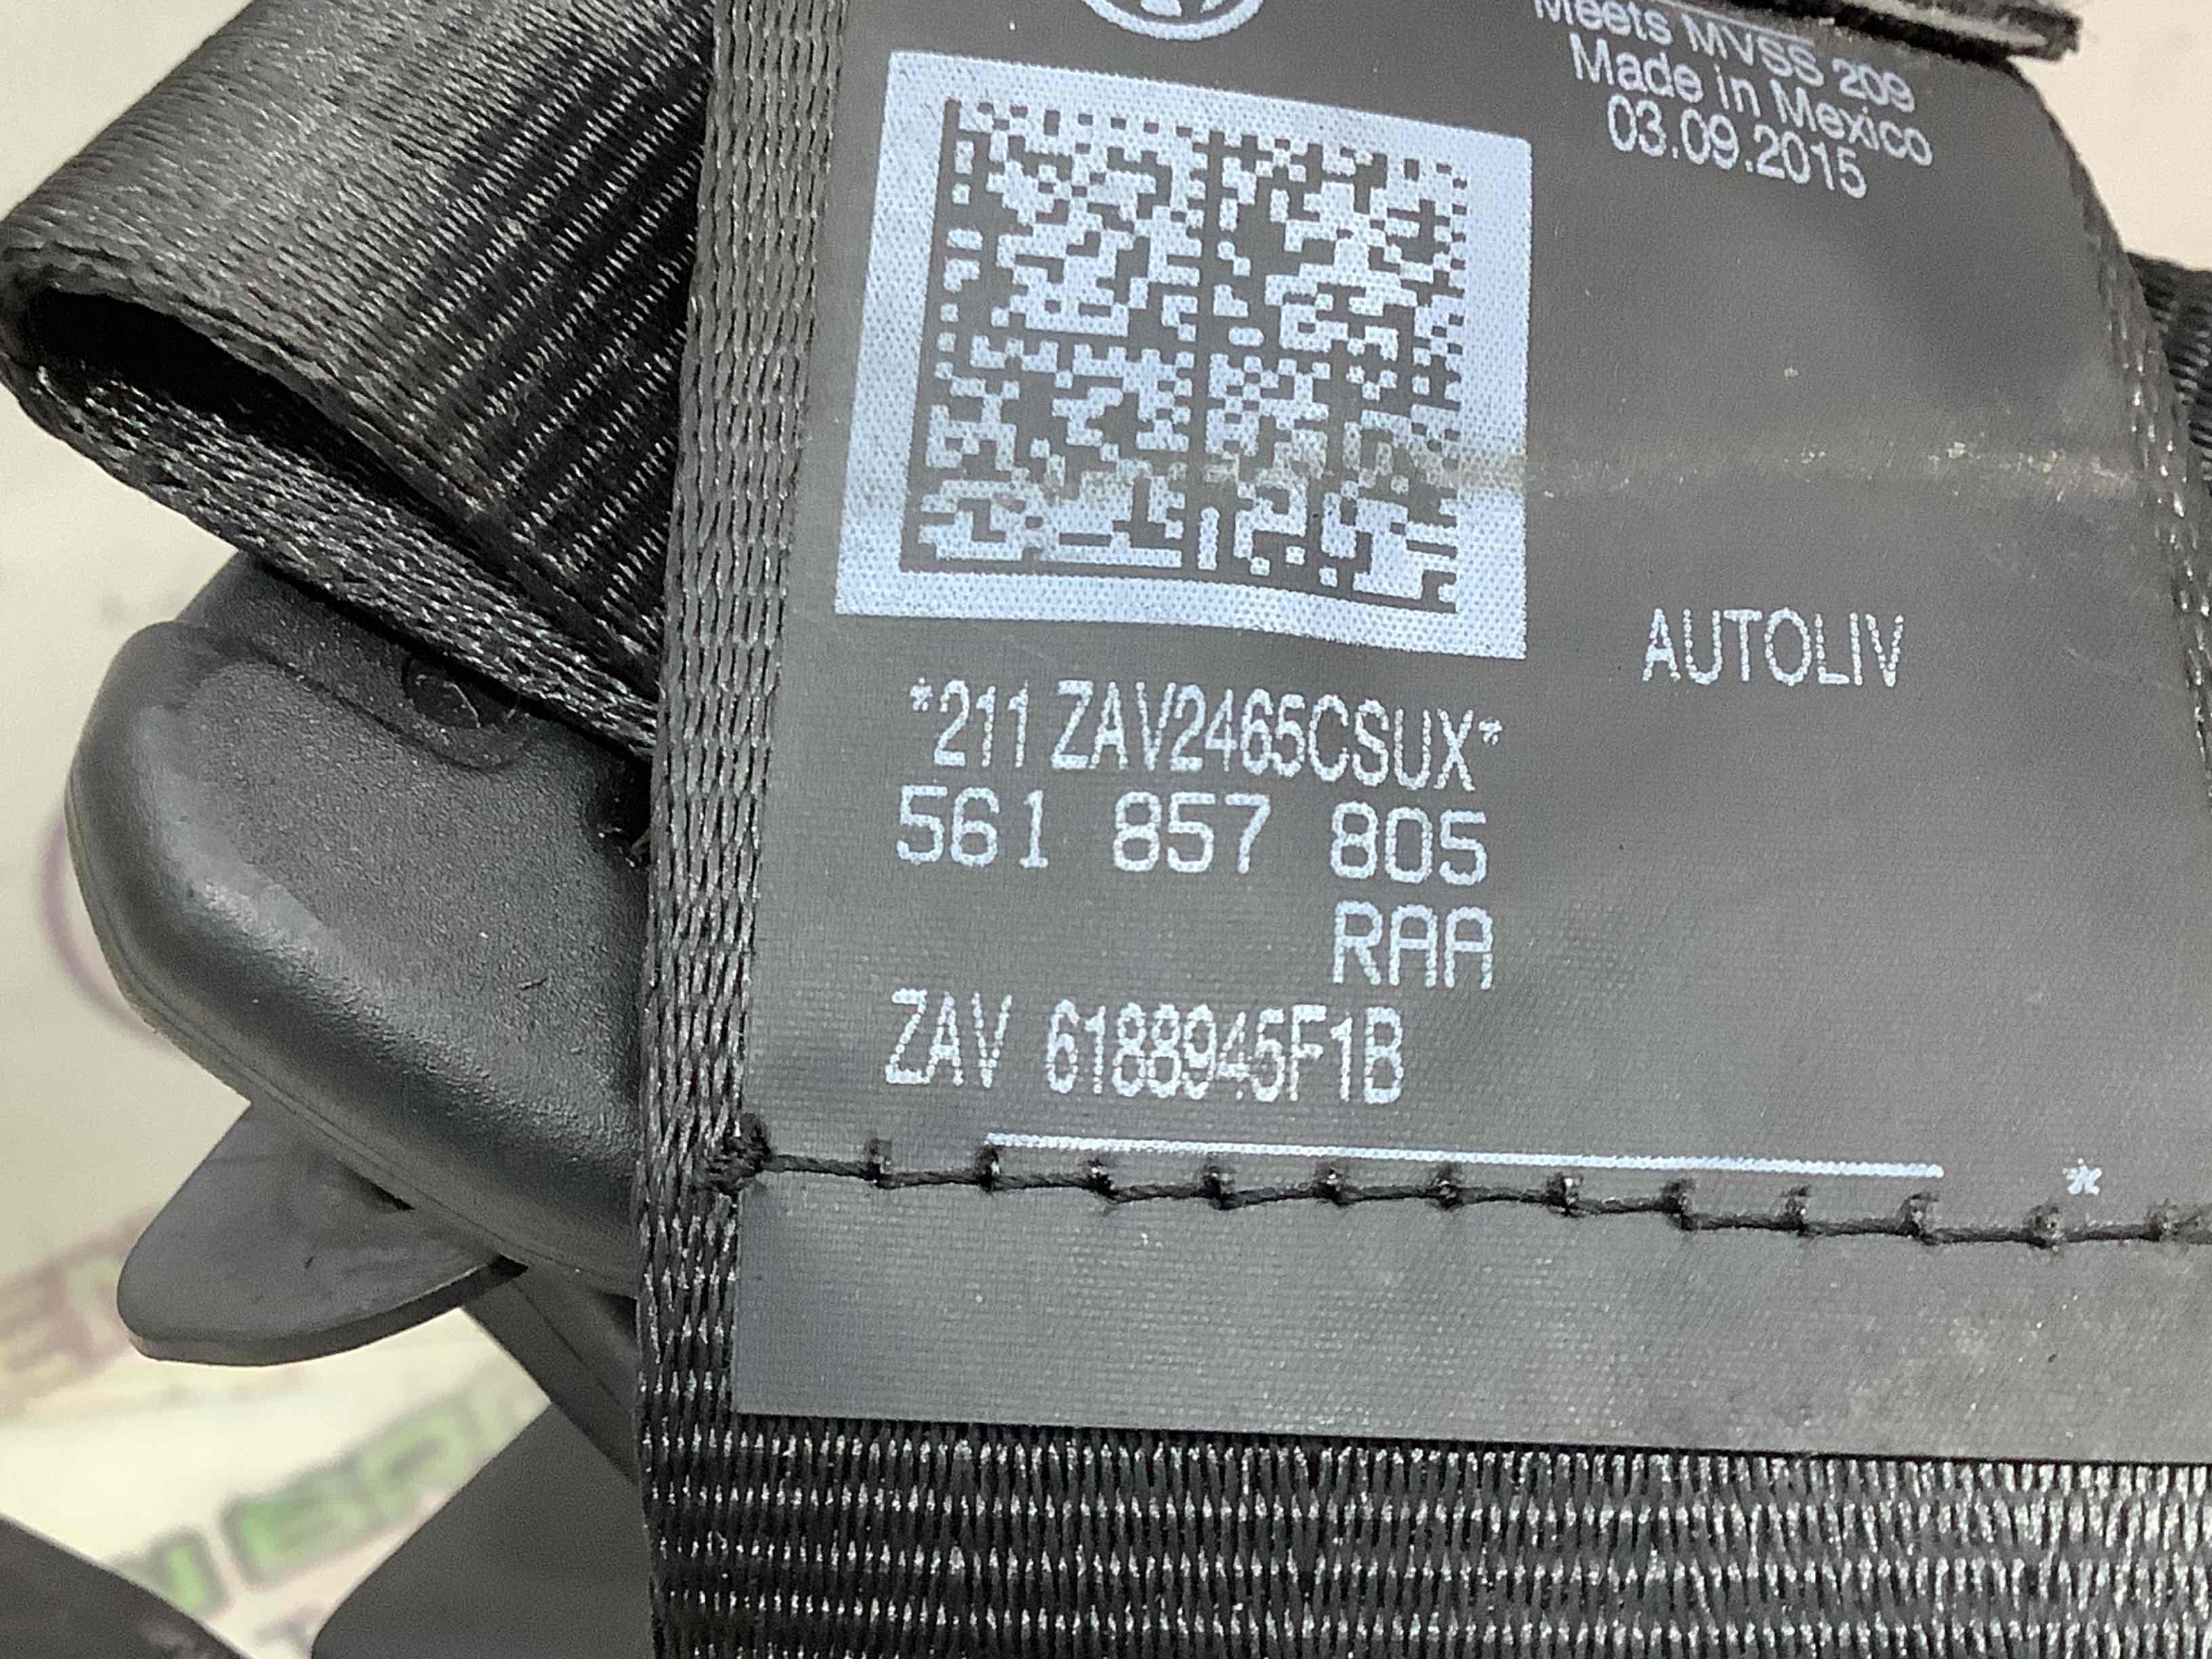 Meets MVSS 209
Made in Mexico
03.09.2015
AUTOLIV
*211 ZAV2465CSUX*
561 857 805
RAA
ZAV 6188945F1B
*